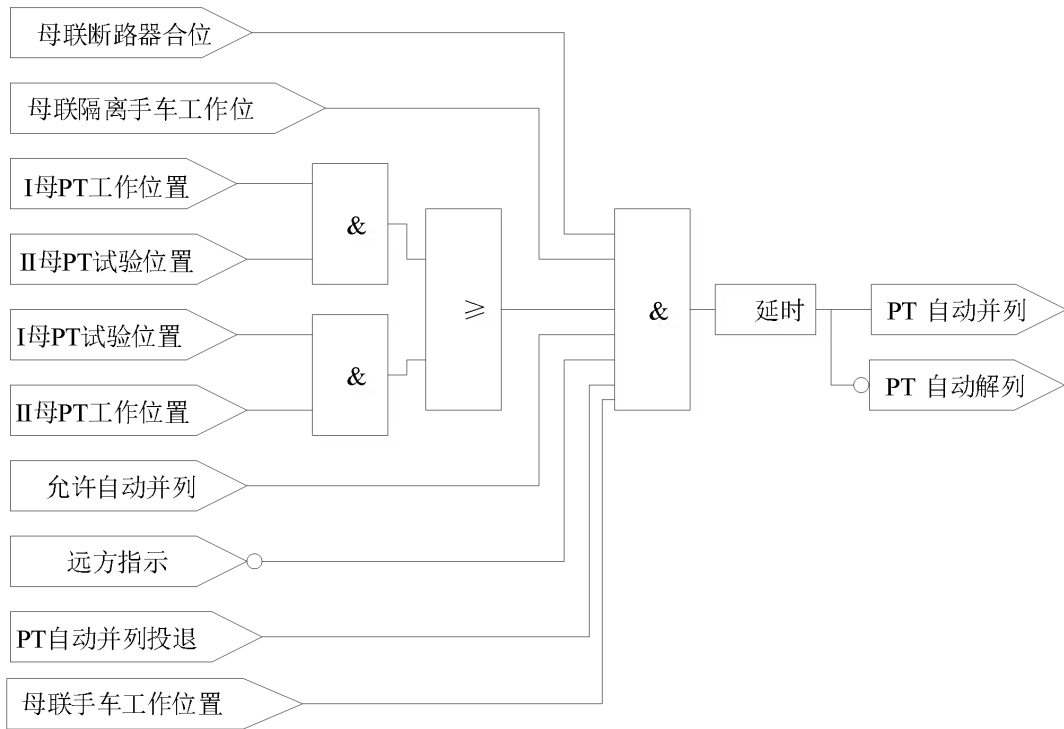 母联断路器合位
母联隔离手车工作位
I母PT工作位置
II母PT试验位置
I母PT试验位置
II母PT工作位置
允许自动并列
远方指示
PT自动并列投退
母联手车工作位置
&
&
≥
&
延时
PT 自动并列
PT 自动解列